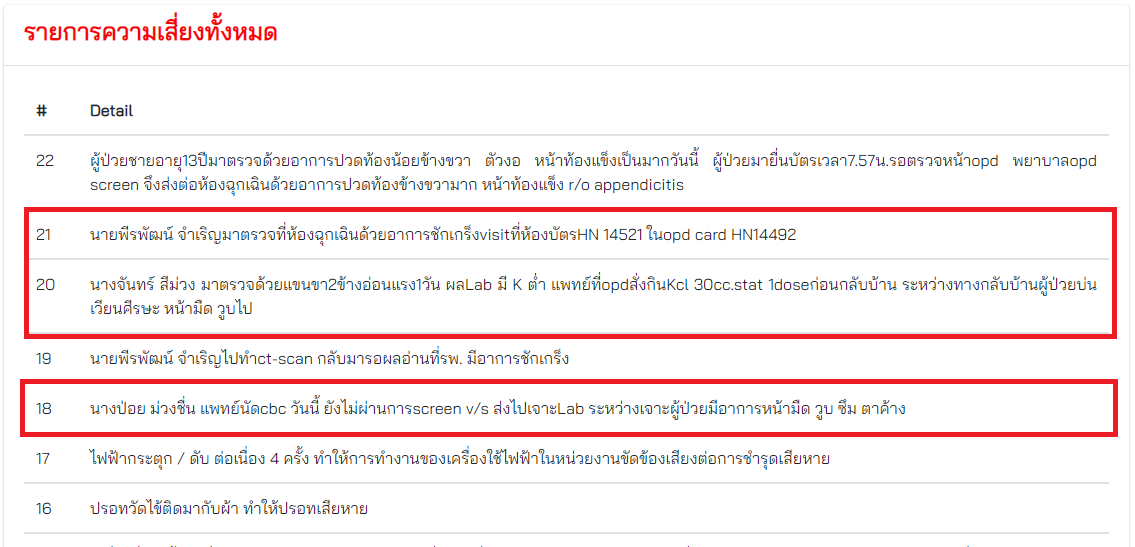 รายการความเสี่ยงทั้งหมด
# Detail
22 ผู้ป่วยชายอายุ13ปีมาตรวจด้วยอาการปวดท้องน้อยข้างขวา ตัวงอ หน้าท้องแข็งเป็นมากวันนี้ ผู้ป่วยมายื่นบัตรเวลา7.57น.รอตรวจหน้าopd พยาบาลopd
screen จึงส่งต่อห้องฉุกเฉินด้วยอาการปวดท้องข้างขวามาก หน้าท้องแข็ง r/o appendicitis
21 นายพีรพัฒน์ จำเริญมาตรวจที่ห้องฉุกเฉินด้วยอาการชักเกร็งvisitที่ห้องบัตรHN 14521 ในopd card HN14492
20 นางจันทร์ สีม่วง มาตรวจด้วยแขนขา2ข้างอ่อนแรง1วัน ผลLab มี K ต่ำ แพทย์ที่opdสั่งกินKcl 30cc.stat 1doseก่อนกลับบ้าน ระหว่างทางกลับบ้านผู้ป่วยบ่น
เวียนศีรษะ หน้ามืด วูบไป
19 นายพีรพัฒน์ จำเริญไปทำct-scan กลับมารอผลอ่านที่รพ. มีอาการชักเกร็ง
18 นางป่อย ม่วงชื่น แพทย์นัดcbc วันนี้ ยังไม่ผ่านการscreen v/s ส่งไปเจาะLab ระหว่างเจาะผู้ป่วยมีอาการหน้ามืด วูบ ซึม ตาค้าง
17 ไฟฟ้ากระตุก / ดับ ต่อเนื่อง 4 ครั้ง ทำให้การทำงานของเครื่องใช้ไฟฟ้าในหน่วยงานขัดข้องเสียงต่อการชำรุดเสียหาย
16 ปรอทวัดไข้ติดมากับผ้า ทำให้ปรอทเสียหาย